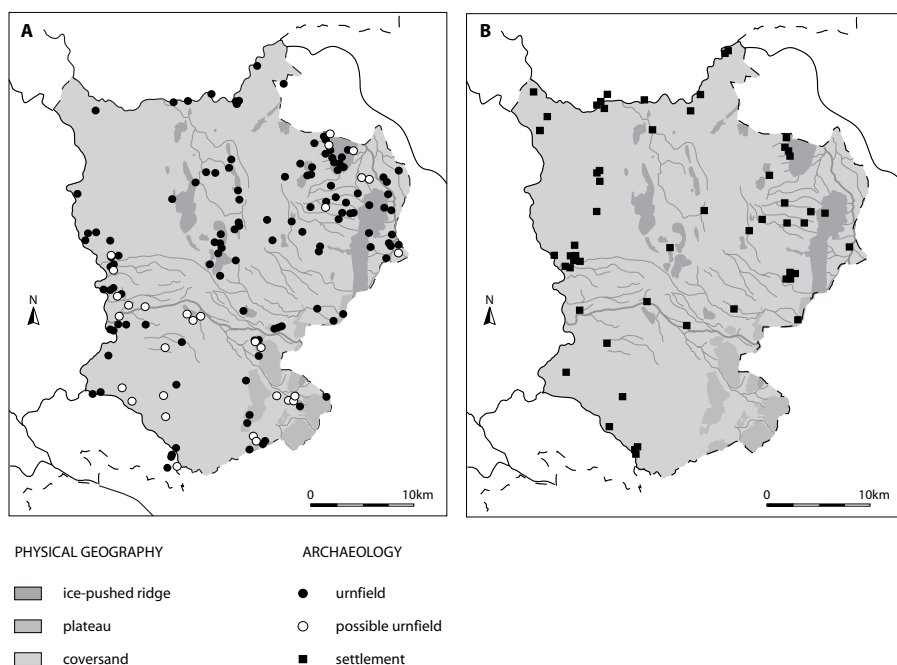 A
B
N
N
0 10km
0 10km
PHYSICAL GEOGRAPHY
ice-pushed ridge
plateau
coversand
ARCHAEOLOGY
urnfield
possible urnfield
settlement